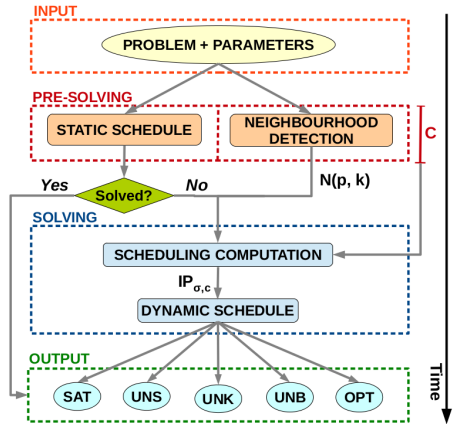 INPUT
PROBLEM + PARAMETERS
PRE-SOLVING
STATIC SCHEDULE
NEIGHBOURHOOD
DETECTION
C
Yes
Solved?
No
N(p, k)
SOLVING
SCHEDULING COMPUTATION
IPσ,c
DYNAMIC SCHEDULE
OUTPUT
SAT
UNS
UNK
UNB
OPT
Time